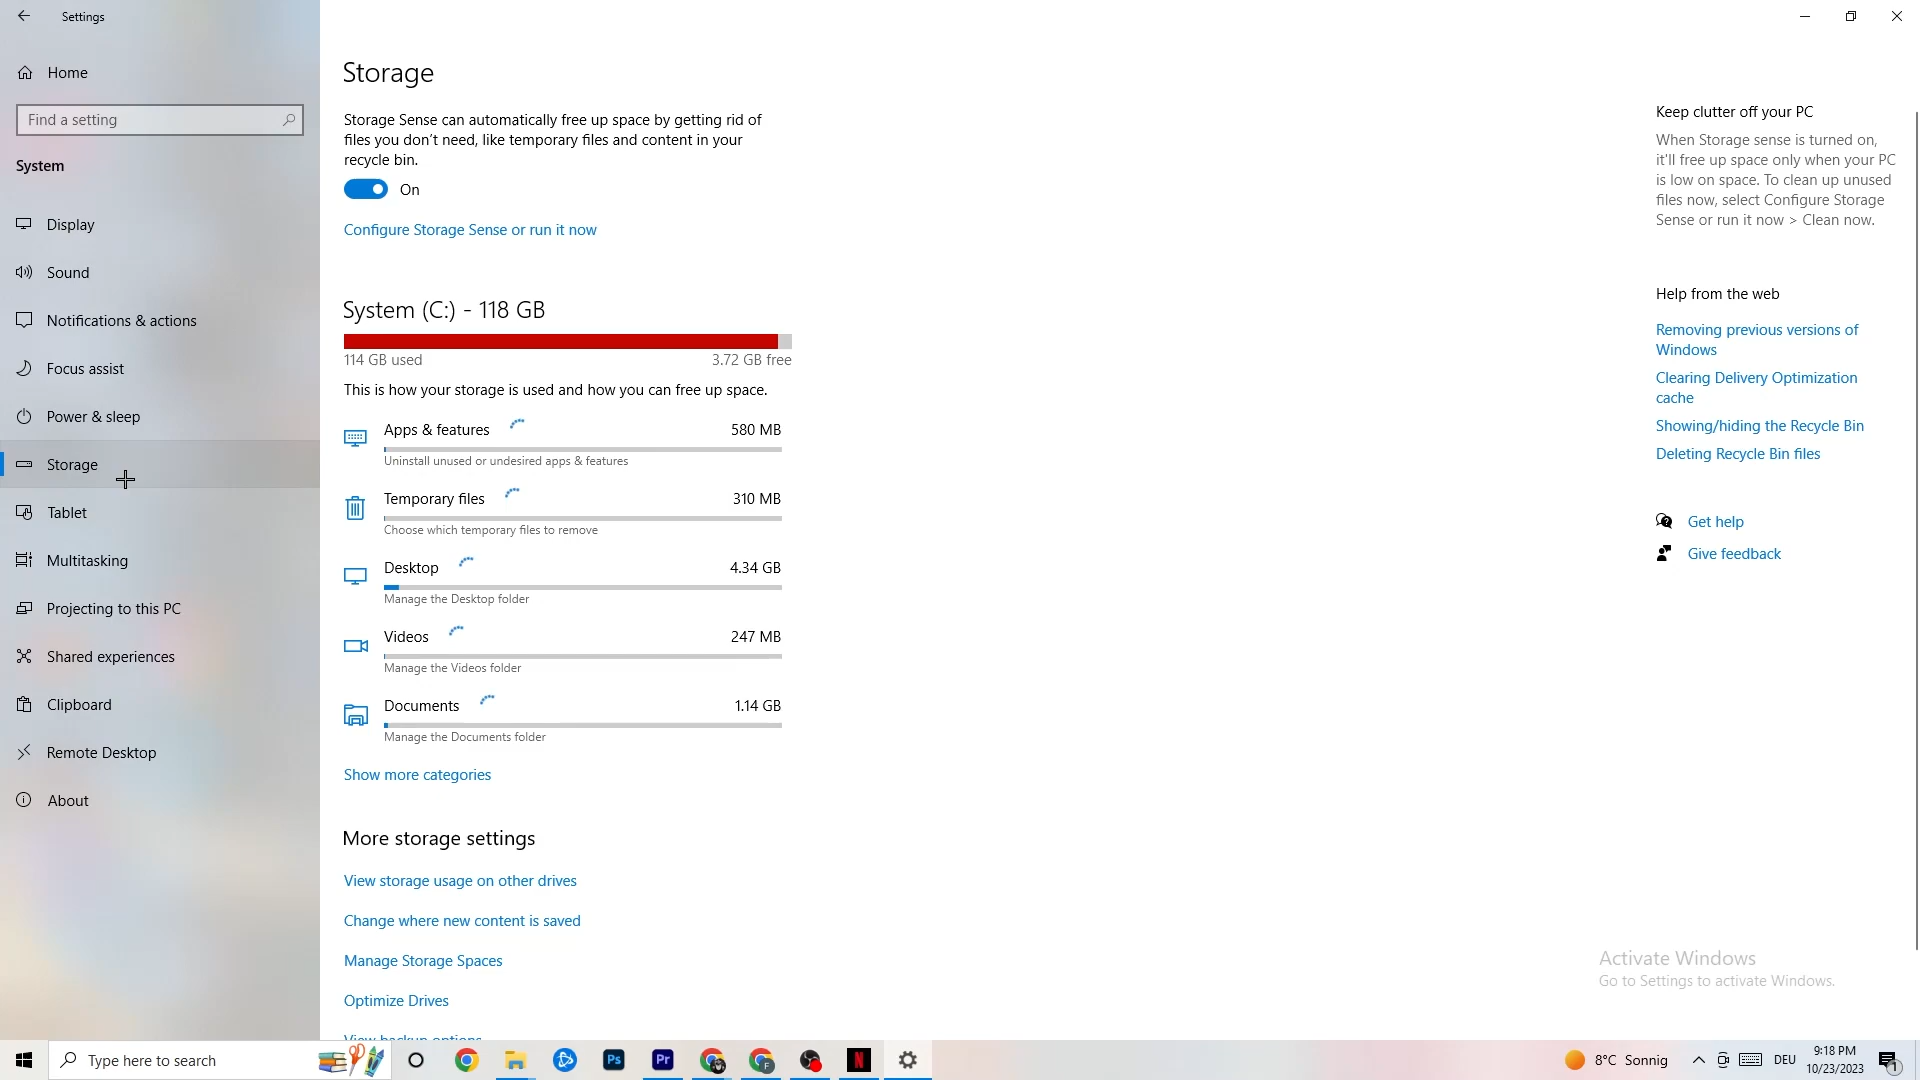 Settings
Home
Find a setting
System
Display
Sound
Notifications & actions
Focus assist
Power & sleep
Storage
Tablet
Multitasking
Projecting to this PC
Shared experiences
Clipboard
Remote Desktop
About
Storage
Storage Sense can automatically free up space by getting rid of
files you don't need, like temporary files and content in your
recycle bin.
On
Configure Storage Sense or run it now
System (C:) - 118 GB
114 GB used 3.72 GB free
This is how your storage is used and how you can free up space.
Apps & features 580 MB
Uninstall unused or undesired apps & features
Temporary files 310 MB
Choose which temporary files to remove
Desktop 4.34 GB
Manage the Desktop folder
Videos 247 MB
Manage the Videos folder
Documents 1.14 GB
Manage the Documents folder
Show more categories
More storage settings
View storage usage on other drives
Change where new content is saved
Manage Storage Spaces
Optimize Drives
View backup options
Keep clutter off your PC
When Storage sense is turned on,
it'll free up space only when your PC
is low on space. To clean up unused
files now, select Configure Storage
Sense or run it now > Clean now.
Help from the web
Removing previous versions of
Windows
Clearing Delivery Optimization
cache
Showing/hiding the Recycle Bin
Deleting Recycle Bin files
Get help
Give feedback
Activate Windows
Go to Settings to activate Windows.
Type here to search
Ps
Pr
F
N
8°C Sonnig
DEU
9:18 PM
10/23/2023
1